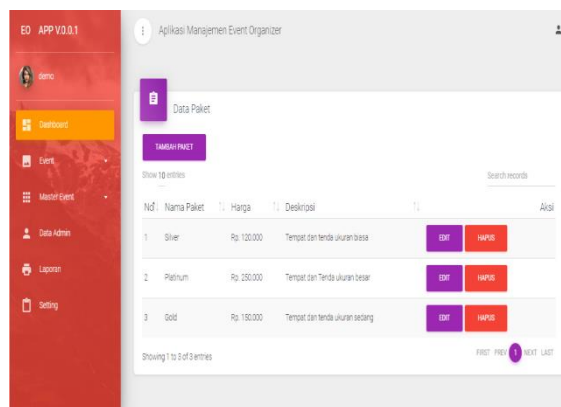 EO APP V.0.0.1
Aplikasi Manajemen Event Organizer
demo
Dashboard
Event
Master Event
Data Admin
Laporan
Setting
Data Paket
TAMBAH PAKET
Show 10 entries
Search records
No Nama Paket Harga Deskripsi Aksi
1 Silver Rp. 120.000 Tempat dan tenda ukuran biasa EDIT HAPUS
2 Platinum Rp. 250.000 Tempat dan Tenda ukuran besar EDIT HAPUS
3 Gold Rp. 150.000 Tempat dan tenda ukuran sedang EDIT HAPUS
Showing 1 to 3 of 3 entries
FIRST PREV 1 NEXT LAST